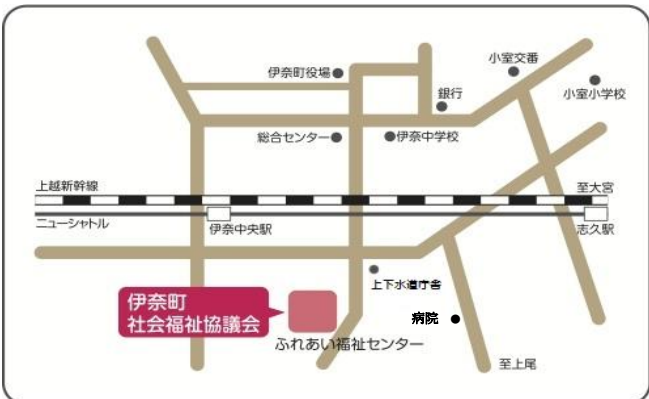 小室交番
伊奈町役場
小室小学校
銀行
総合センター
伊奈中学校
上越新幹線
至大宮
ニューシャトル
伊奈中央駅
志久駅
上下水道庁舎
伊奈町
社会福祉協議会
病院
ふれあい福祉センター
至上尾